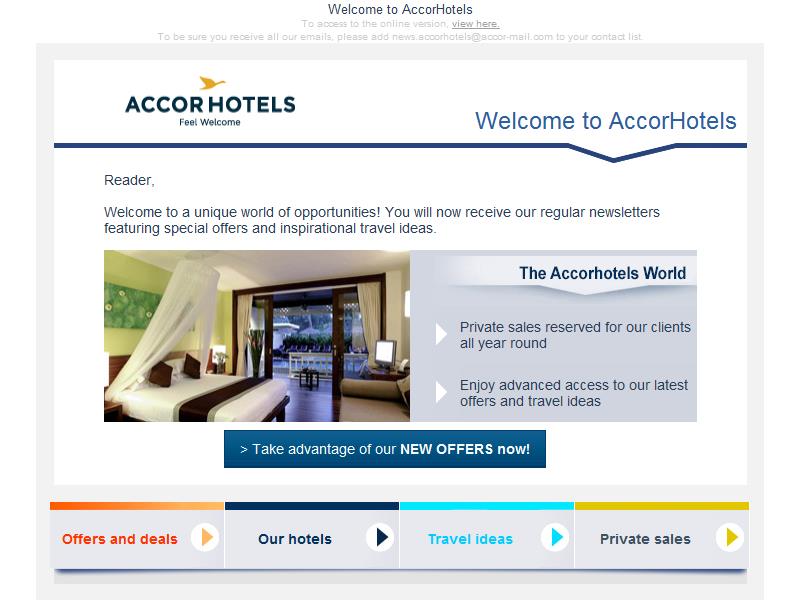 Welcome to AccorHotels
To access to the online version, view here.
To be sure you receive all our emails, please add news.accorhotels@accor-mail.com to your contact list.
ACCOR HOTELS
Feel Welcome
Welcome to AccorHotels
Reader,
Welcome to a unique world of opportunities! You will now receive our regular newsletters
featuring special offers and inspirational travel ideas.
The Accorhotels World
Private sales reserved for our clients
all year round
Enjoy advanced access to our latest
offers and travel ideas
> Take advantage of our NEW OFFERS now!
Offers and deals
Our hotels
Travel ideas
Private sales